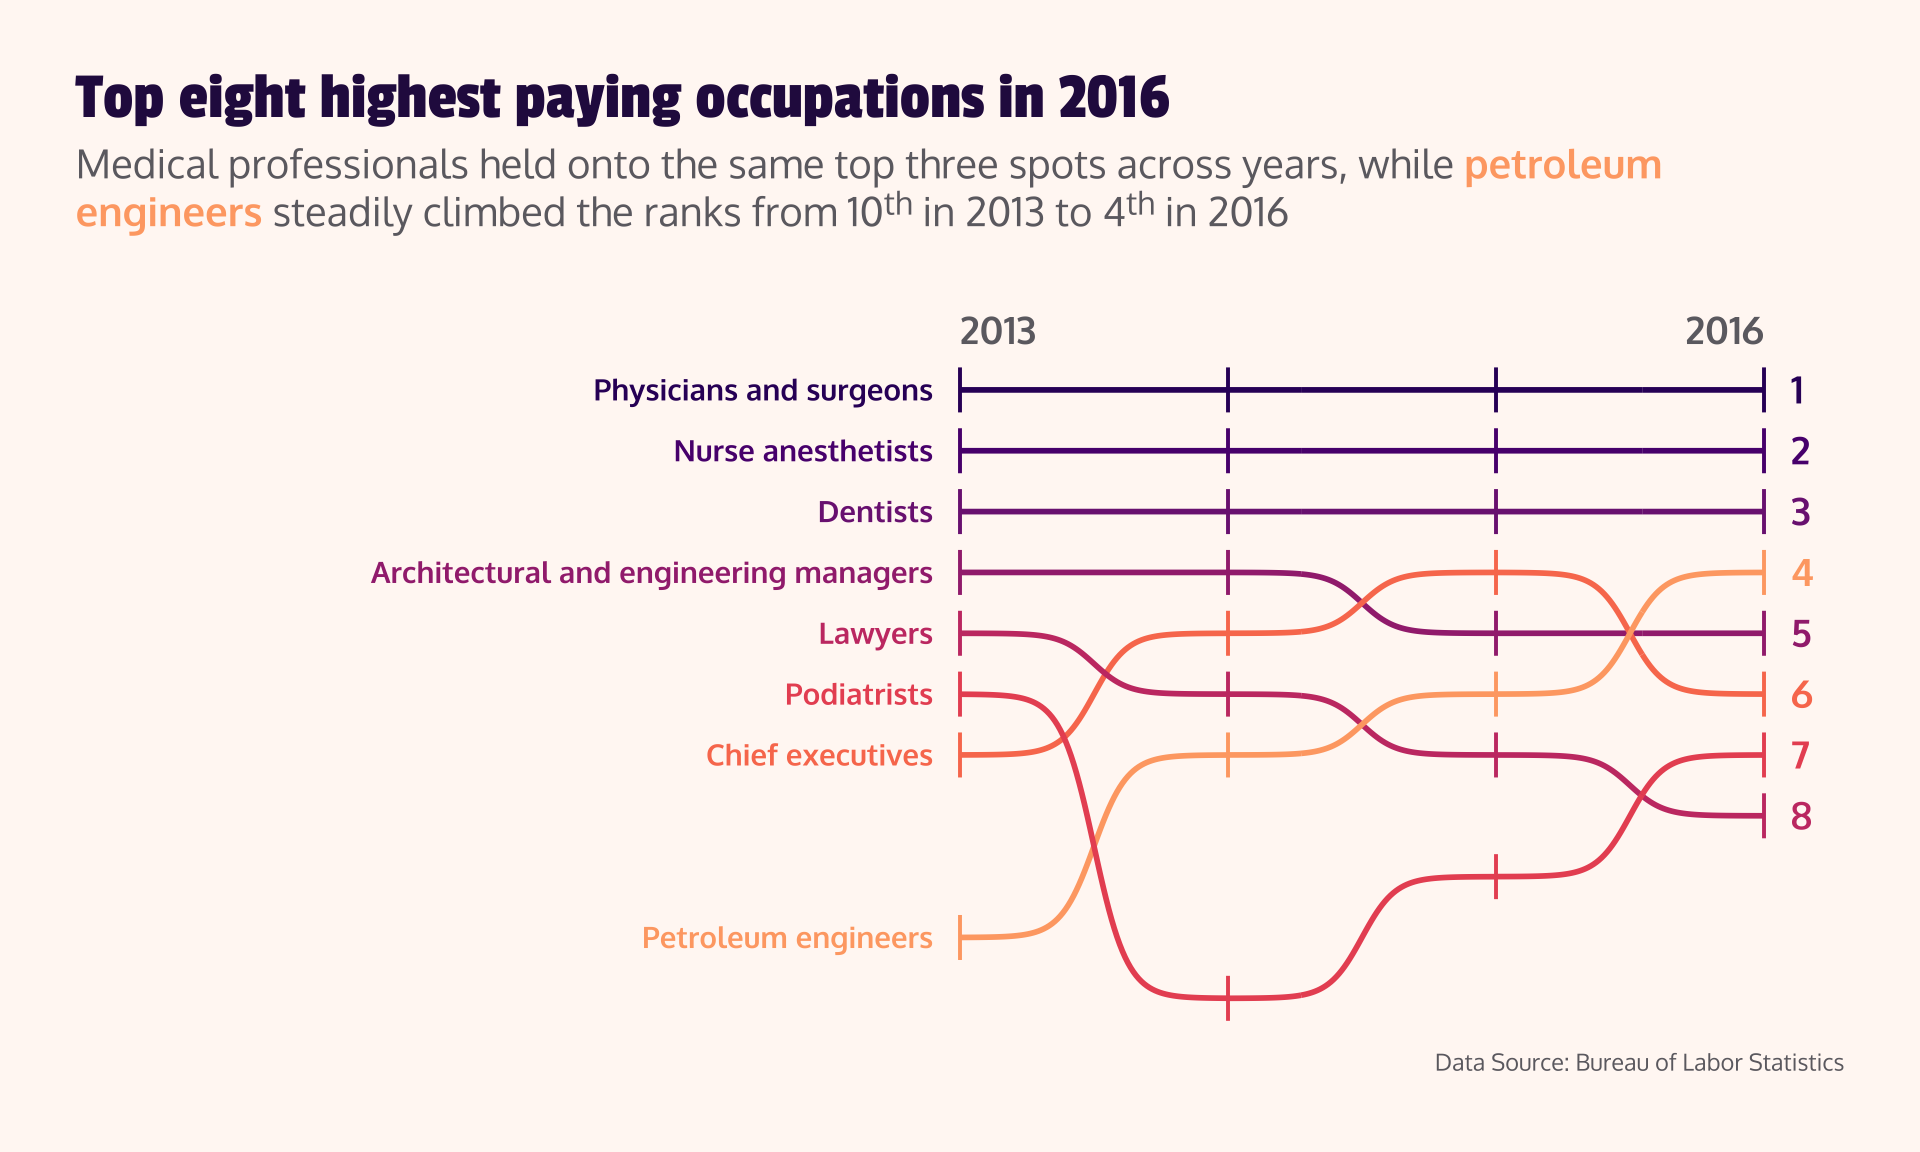 Top eight highest paying occupations in 2016
Medical professionals held onto the same top three spots across years, while petroleum
engineers steadily climbed the ranks from 10th in 2013 to 4th in 2016
2013 2016
Physicians and surgeons 1
Nurse anesthetists 2
Dentists 3
Architectural and engineering managers 4
Lawyers 5
Podiatrists 6
Chief executives 7
8
Petroleum engineers
Data Source: Bureau of Labor Statistics